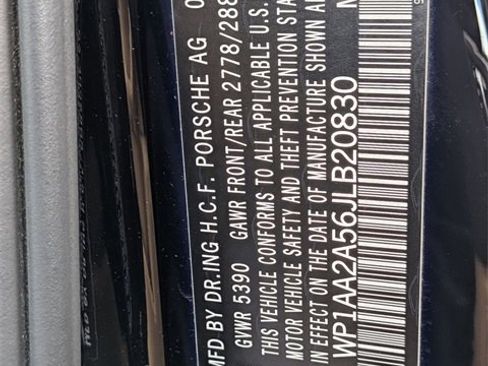 MFD BY DR.ING H.C.F. PORSCHE AG
GVWR 5390 GAWR FRONT/REAR 2778/288
THIS VEHICLE CONFORMS TO ALL APPLICABLE U.S.
MOTOR VEHICLE SAFETY AND THEFT PREVENTION STA
IN EFFECT ON THE DATE OF MANUFACTURE SHOWN A
WP1AA2A56JLB20830